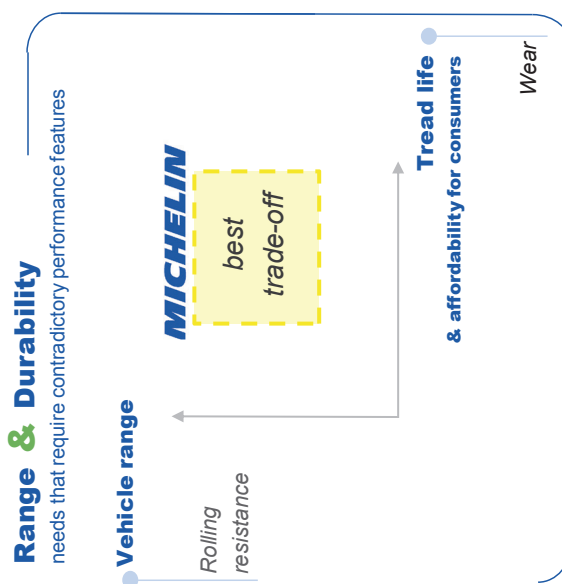 Range & Durability
needs that require contradictory performance features
Vehicle range
Rolling
resistance
MICHELIN
best
trade-off
Tread life
& affordability for consumers
Wear